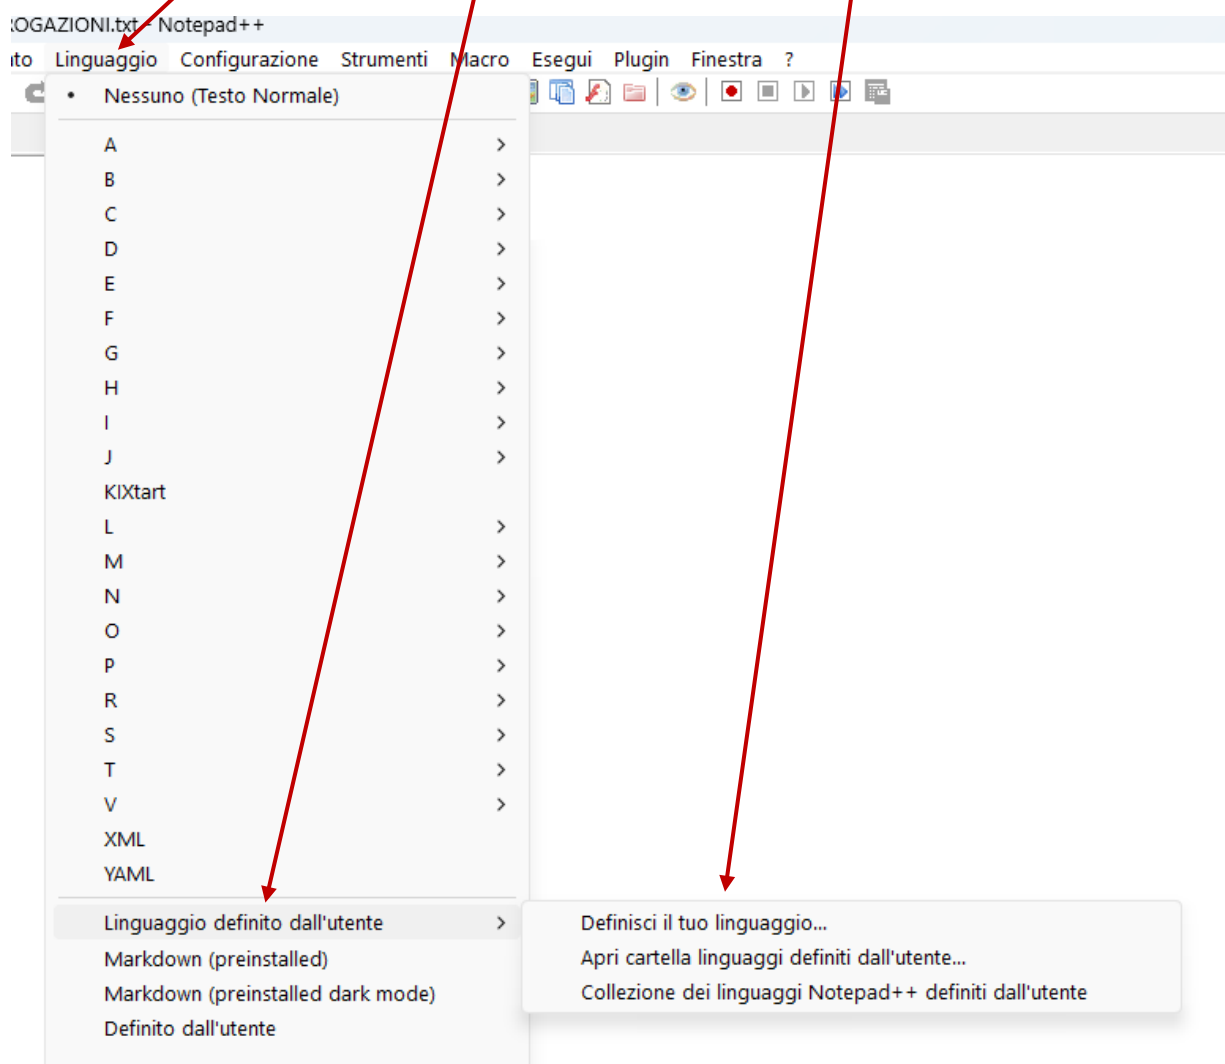 OGAZIONI.txt - Notepad++
to Linguaggio Configurazione Strumenti Macro Esegui Plugin Finestra ?
• Nessuno (Testo Normale)
A
B
C
D
E
F
G
H
I
J
KIXtart
L
M
N
O
P
R
S
T
V
XML
YAML
Linguaggio definito dall'utente
Definisci il tuo linguaggio...
Apri cartella linguaggi definiti dall'utente...
Collezione dei linguaggi Notepad++ definiti dall'utente
Markdown (preinstalled)
Markdown (preinstalled dark mode)
Definito dall'utente